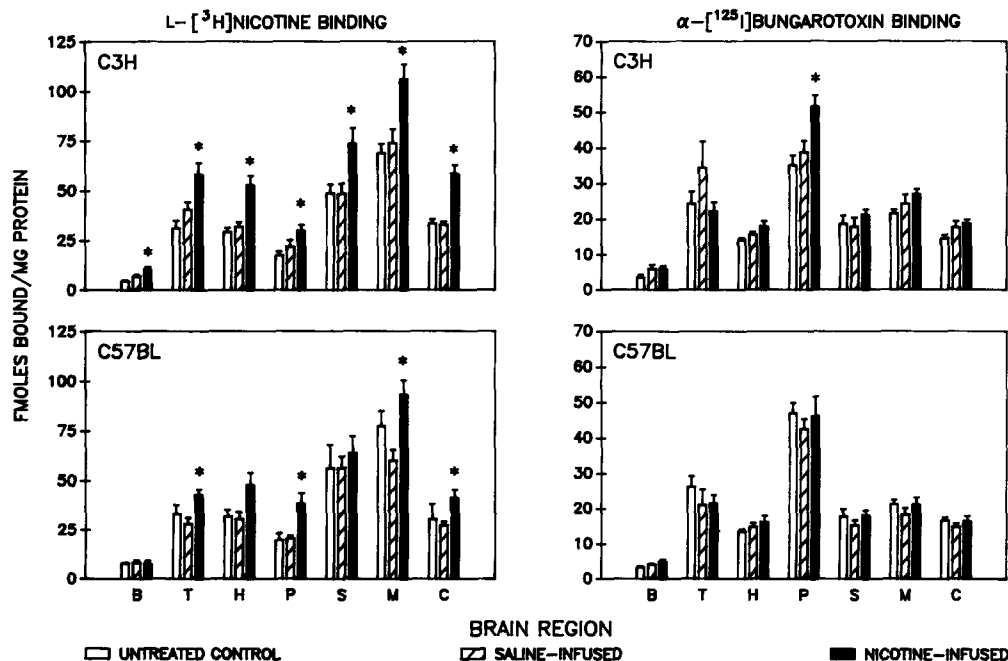 L-[³H]NICOTINE BINDING
α-[¹²⁵I]BUNGAROTOXIN BINDING
FMOLES BOUND/MG PROTEIN
C3H
125
100
75
50
25
0
* * * * * * *
C3H
70
60
50
40
30
20
10
0
*
C57BL
125
100
75
50
25
0
* * * *
B T H P S M C
C57BL
70
60
50
40
30
20
10
0
B T H P S M C
BRAIN REGION
UNTREATED CONTROL
SALINE-INFUSED
NICOTINE-INFUSED